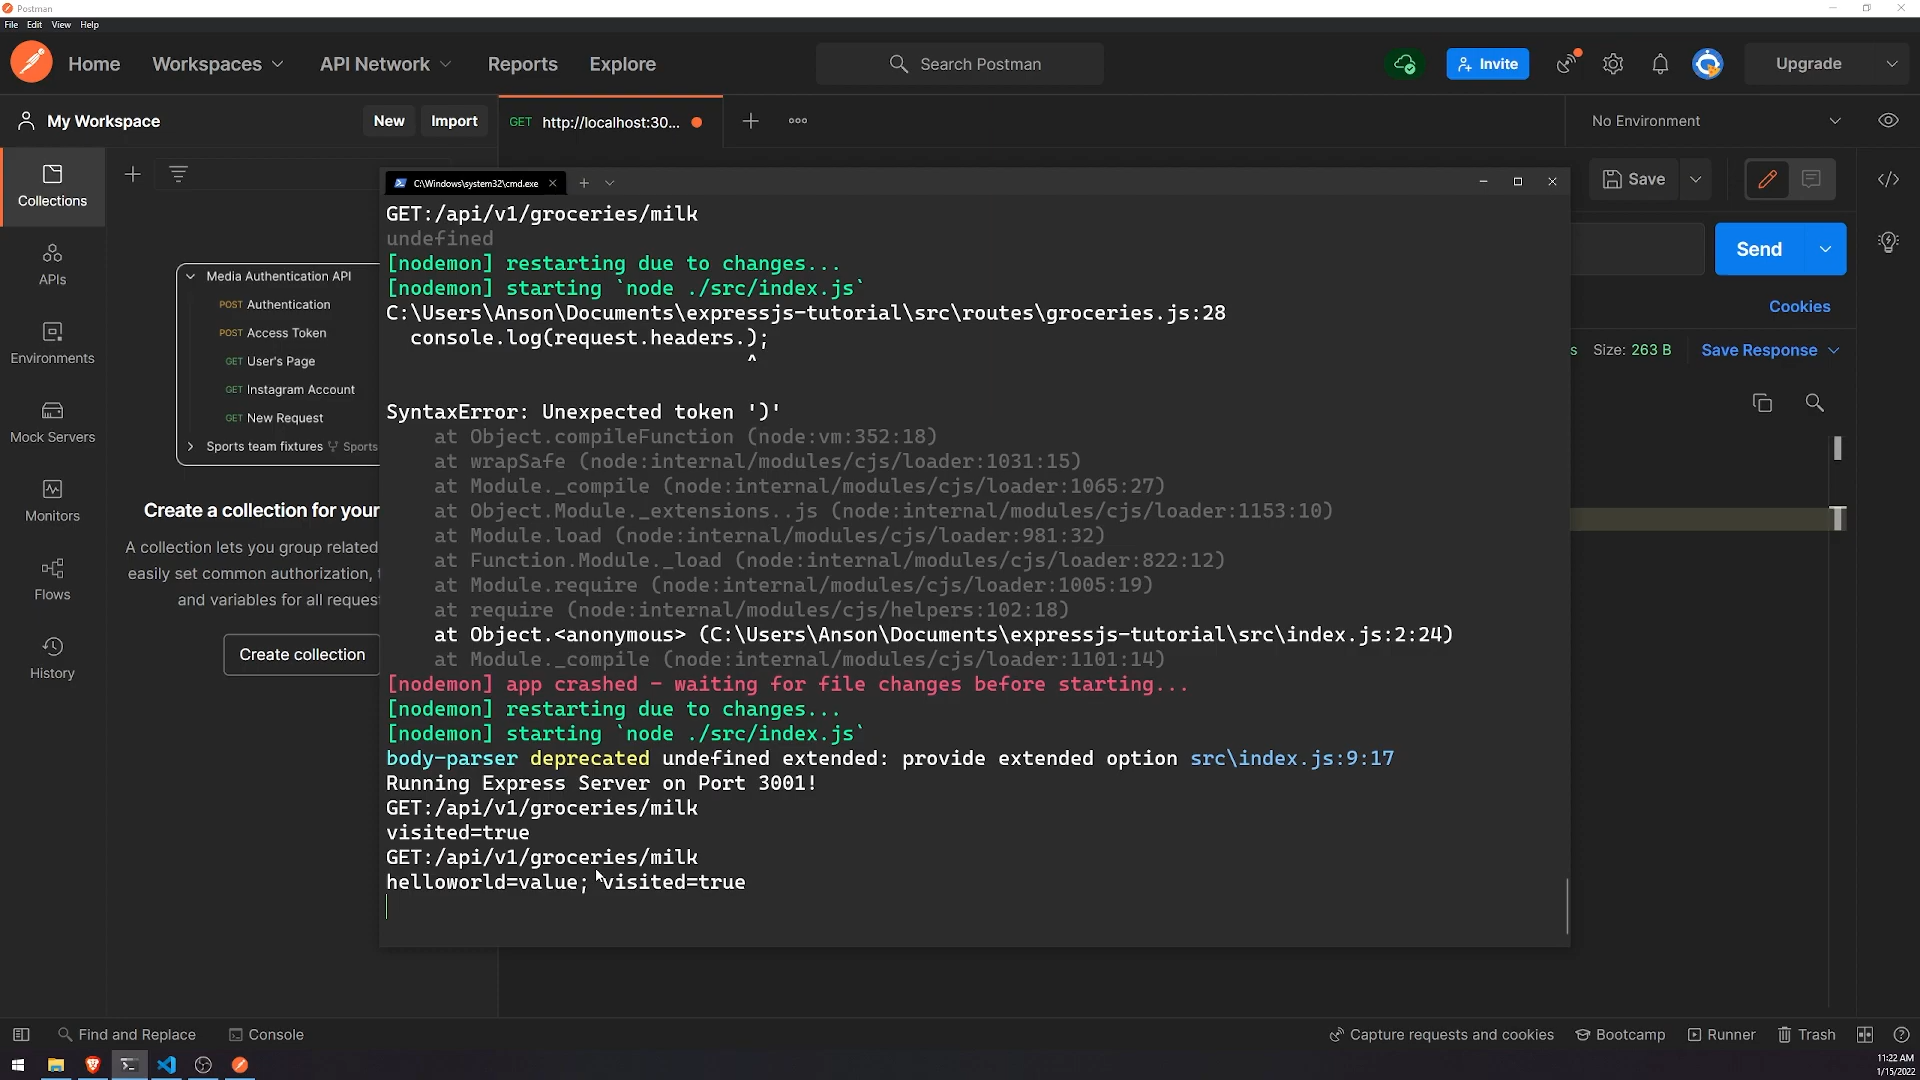 Postman
File Edit View Help
Home Workspaces API Network Reports Explore Search Postman Invite Upgrade
My Workspace New Import GET http://localhost:30... No Environment
Collections
APIs
Environments
Mock Servers
Monitors
Flows
History
Media Authentication API
POST Authentication
POST Access Token
GET User's Page
GET Instagram Account
GET New Request
Sports team fixtures Sports
Create a collection for your
A collection lets you group related
easily set common authorization,
and variables for all reques
Create collection
C:\Windows\system32\cmd.exe
GET:/api/v1/groceries/milk
undefined
[nodemon] restarting due to changes...
[nodemon] starting `node ./src/index.js`
C:\Users\Anson\Documents\expressjs-tutorial\src\routes\groceries.js:28
console.log(request.headers.);
^
SyntaxError: Unexpected token ')'
at Object.compileFunction (node:vm:352:18)
at wrapSafe (node:internal/modules/cjs/loader:1031:15)
at Module._compile (node:internal/modules/cjs/loader:1065:27)
at Object.Module._extensions..js (node:internal/modules/cjs/loader:1153:10)
at Module.load (node:internal/modules/cjs/loader:981:32)
at Function.Module._load (node:internal/modules/cjs/loader:822:12)
at Module.require (node:internal/modules/cjs/loader:1005:19)
at require (node:internal/modules/cjs/helpers:102:18)
at Object.<anonymous> (C:\Users\Anson\Documents\expressjs-tutorial\src\index.js:2:24)
at Module._compile (node:internal/modules/cjs/loader:1101:14)
[nodemon] app crashed - waiting for file changes before starting...
[nodemon] restarting due to changes...
[nodemon] starting `node ./src/index.js`
body-parser deprecated undefined extended: provide extended option src\index.js:9:17
Running Express Server on Port 3001!
GET:/api/v1/groceries/milk
visited=true
GET:/api/v1/groceries/milk
helloworld=value; visited=true
Save
Send
Cookies
s Size: 263 B Save Response
Find and Replace Console Capture requests and cookies Bootcamp Runner Trash
11:22 AM
1/15/2022